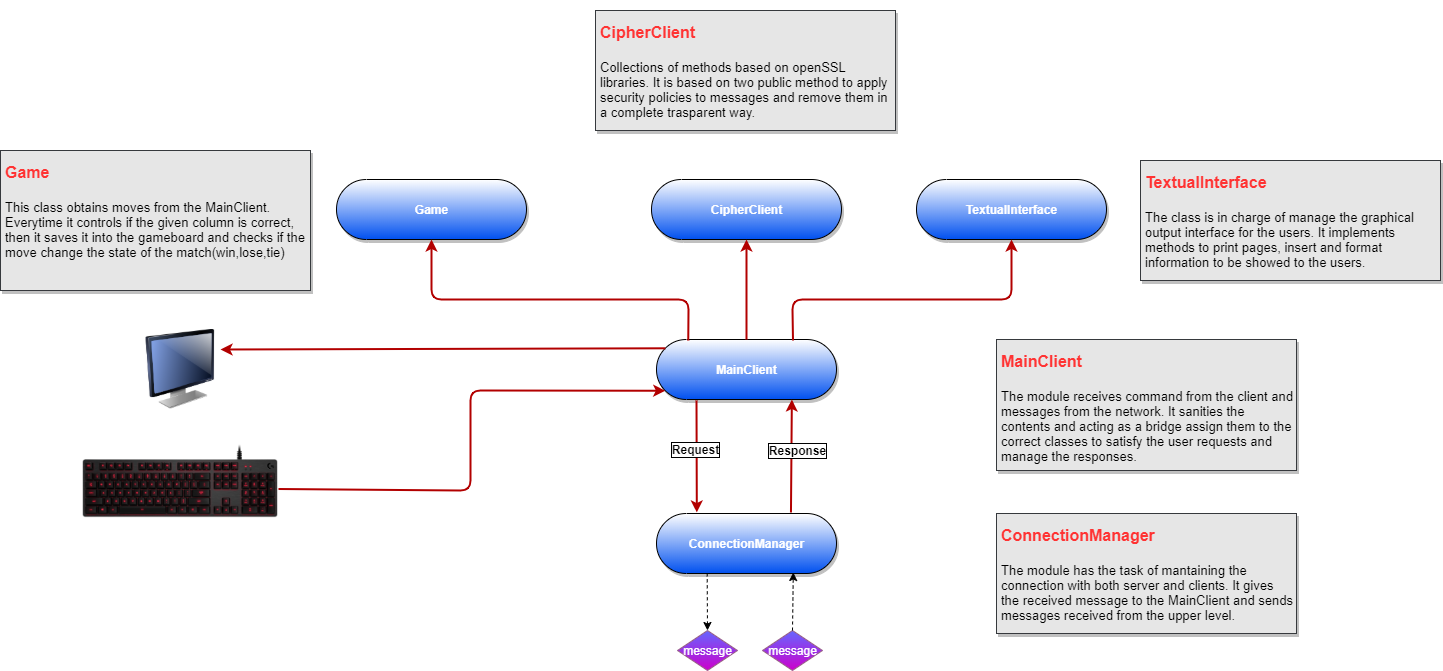 CipherClient
Collections of methods based on openSSL
libraries. It is based on two public method to apply
security policies to messages and remove them in
a complete trasparent way.
Game
This class obtains moves from the MainClient.
Everytime it controls if the given column is correct,
then it saves it into the gameboard and checks if the
move change the state of the match(win,lose,tie)
Game
CipherClient
TextualInterface
TextualInterface
The class is in charge of manage the graphical
output interface for the users. It implements
methods to print pages, insert and format
information to be showed to the users.
MainClient
MainClient
The module receives command from the client and
messages from the network. It sanities the
contents and acting as a bridge assign them to the
correct classes to satisfy the user requests and
manage the responses.
Request
Response
ConnectionManager
ConnectionManager
The module has the task of mantaining the
connection with both server and clients. It gives
the received message to the MainClient and sends
messages received from the upper level.
message
message